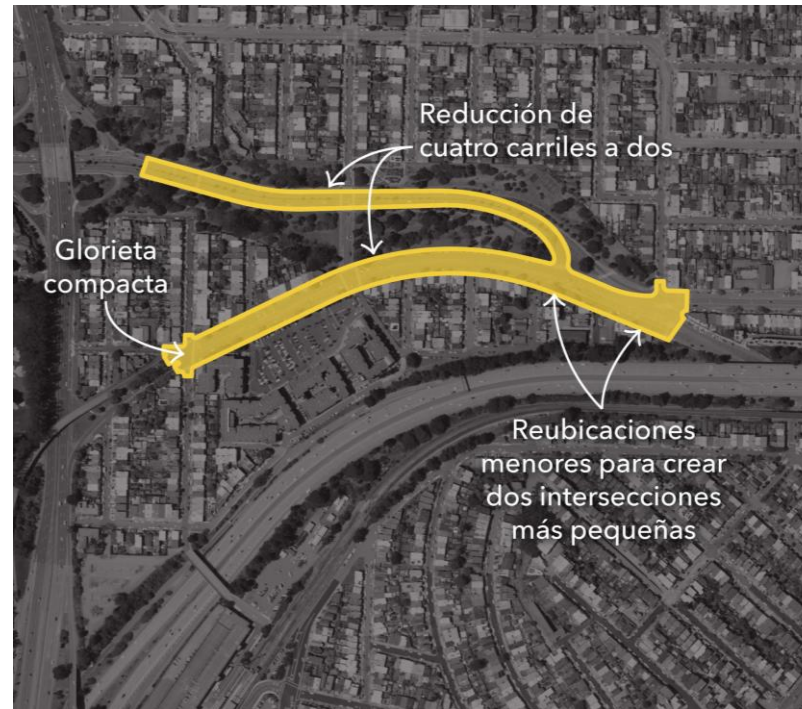 Reducción de
cuatro carriles a dos
Glorieta
compacta
Reubicaciones
menores para crear
dos intersecciones
más pequeñas